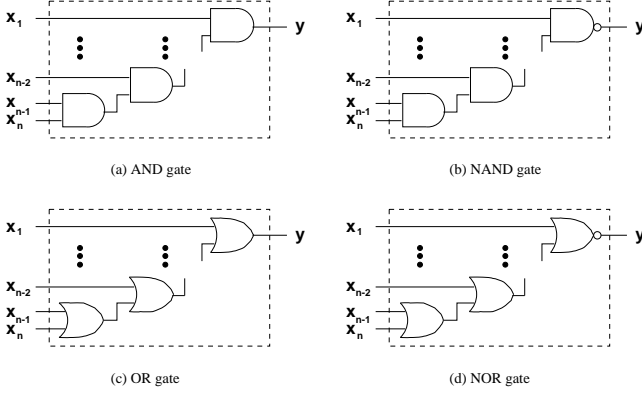 x1 y
xn-2
xn-1
xn
(a) AND gate
x1 y
xn-2
xn-1
xn
(b) NAND gate
x1 y
xn-2
xn-1
xn
(c) OR gate
x1 y
xn-2
xn-1
xn
(d) NOR gate